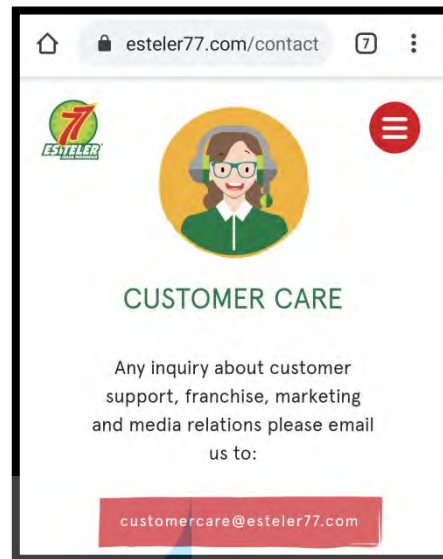 esteler77.com/contact
7
77
ESTELER
CUSTOMER CARE
Any inquiry about customer
support, franchise, marketing
and media relations please email
us to:
customercare@esteler77.com